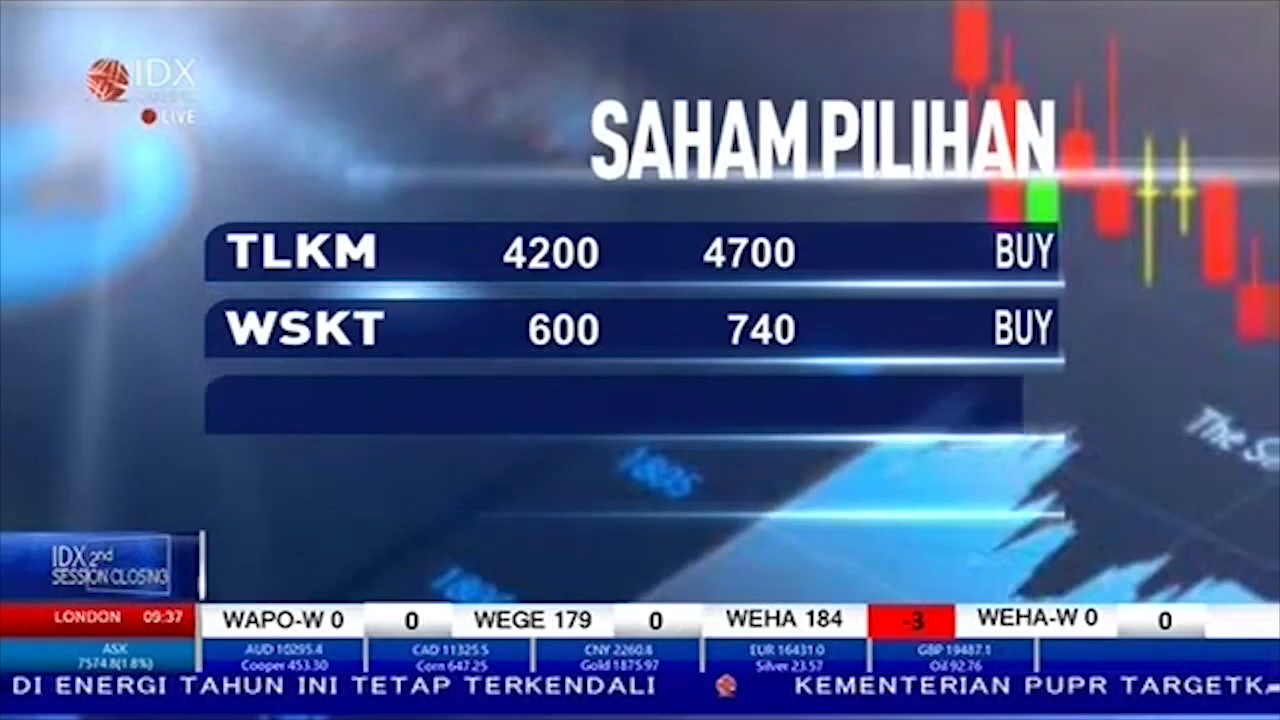 IDX
LIVE
SAHAM PILIHAN
TLKM 4200 4700 BUY
WSKT 600 740 BUY
The
1805
IDX 2nd
SESSION CLOSING
LONDON 09:37
WAPO-W 0 0 WEGE 179 0 WEHA 184 -3 WEHA-W 0 0
ASX
7574.8(1.8%)
AUD 10295.4 CAD 11325.5 CNY 2260.8 EUR 16431.0 GBP 19487.1
Cooper 453.30 Corn 647.25 Gold 1875.97 Silver 23.57 Oil 92.76
DI ENERGI TAHUN INI TETAP TERKENDALI KEMENTERIAN PUPR TARGETK